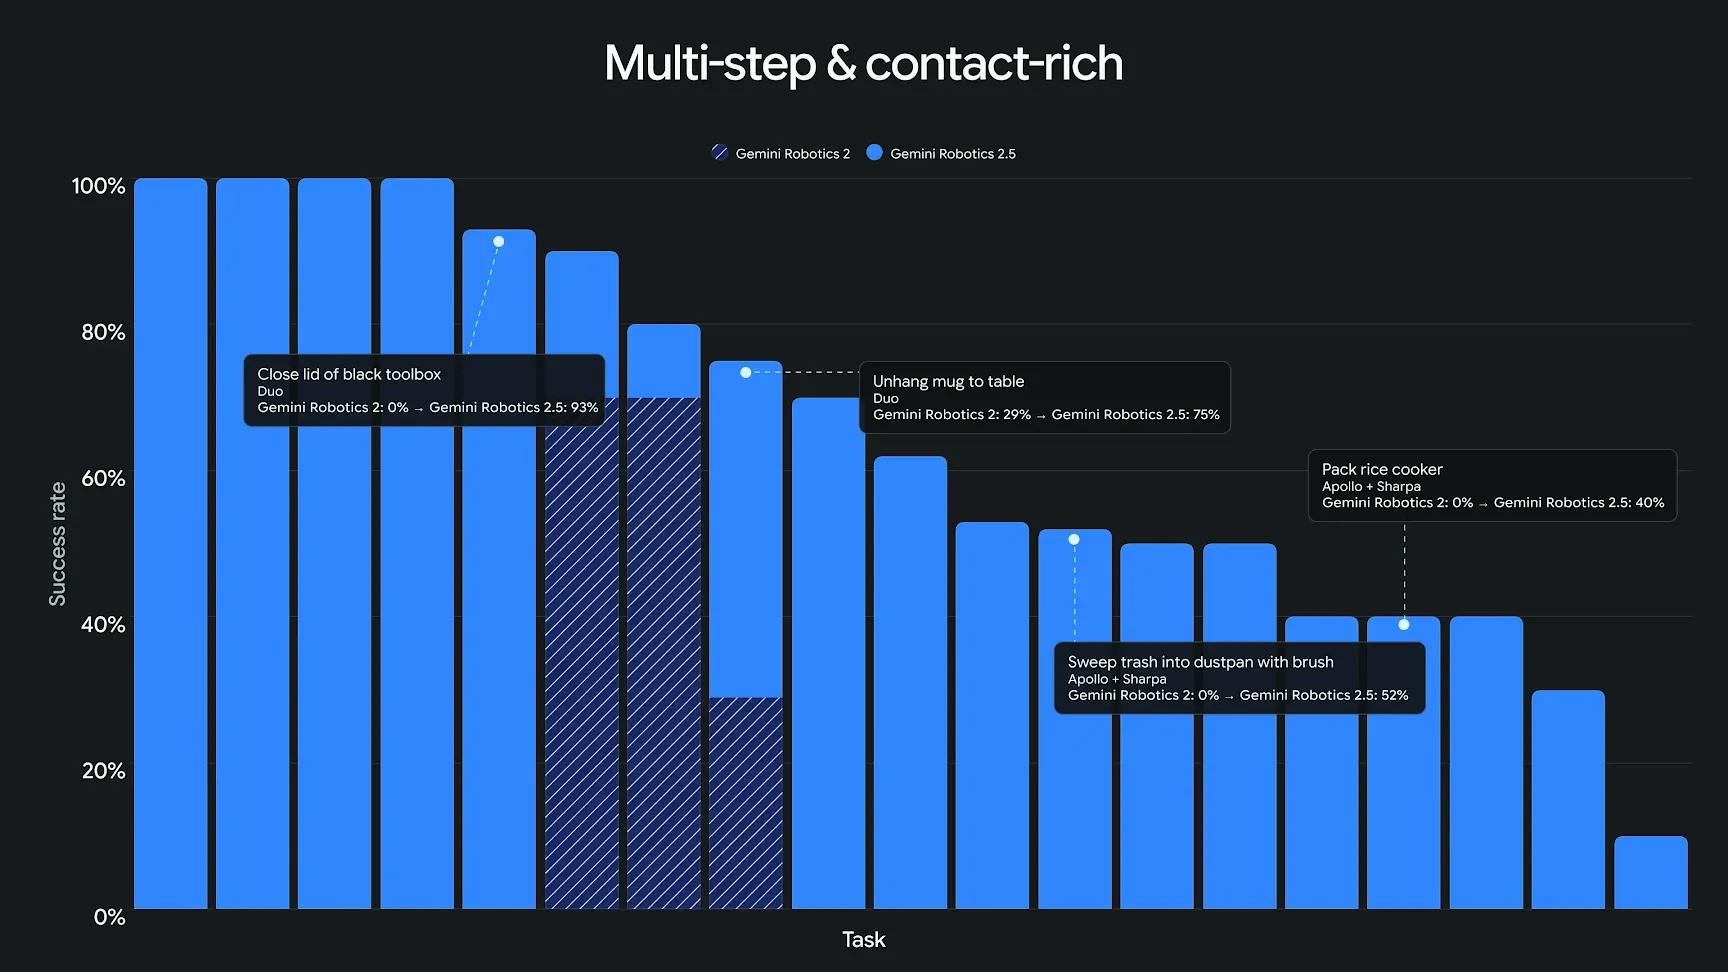 Multi-step & contact-rich
Gemini Robotics 2
Gemini Robotics 2.5
100%
80%
60%
40%
20%
0%
Success rate
Close lid of black toolbox
Duo
Gemini Robotics 2: 0% → Gemini Robotics 2.5: 93%
Unhang mug to table
Duo
Gemini Robotics 2: 29% → Gemini Robotics 2.5: 75%
Pack rice cooker
Apollo + Sharpa
Gemini Robotics 2: 0% → Gemini Robotics 2.5: 40%
Sweep trash into dustpan with brush
Apollo + Sharpa
Gemini Robotics 2: 0% → Gemini Robotics 2.5: 52%
Task